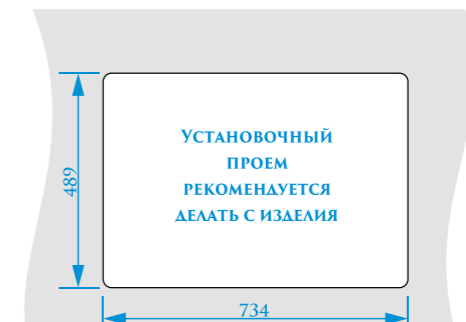 Установочный
проем
рекомендуется
делать с изделия
489
734